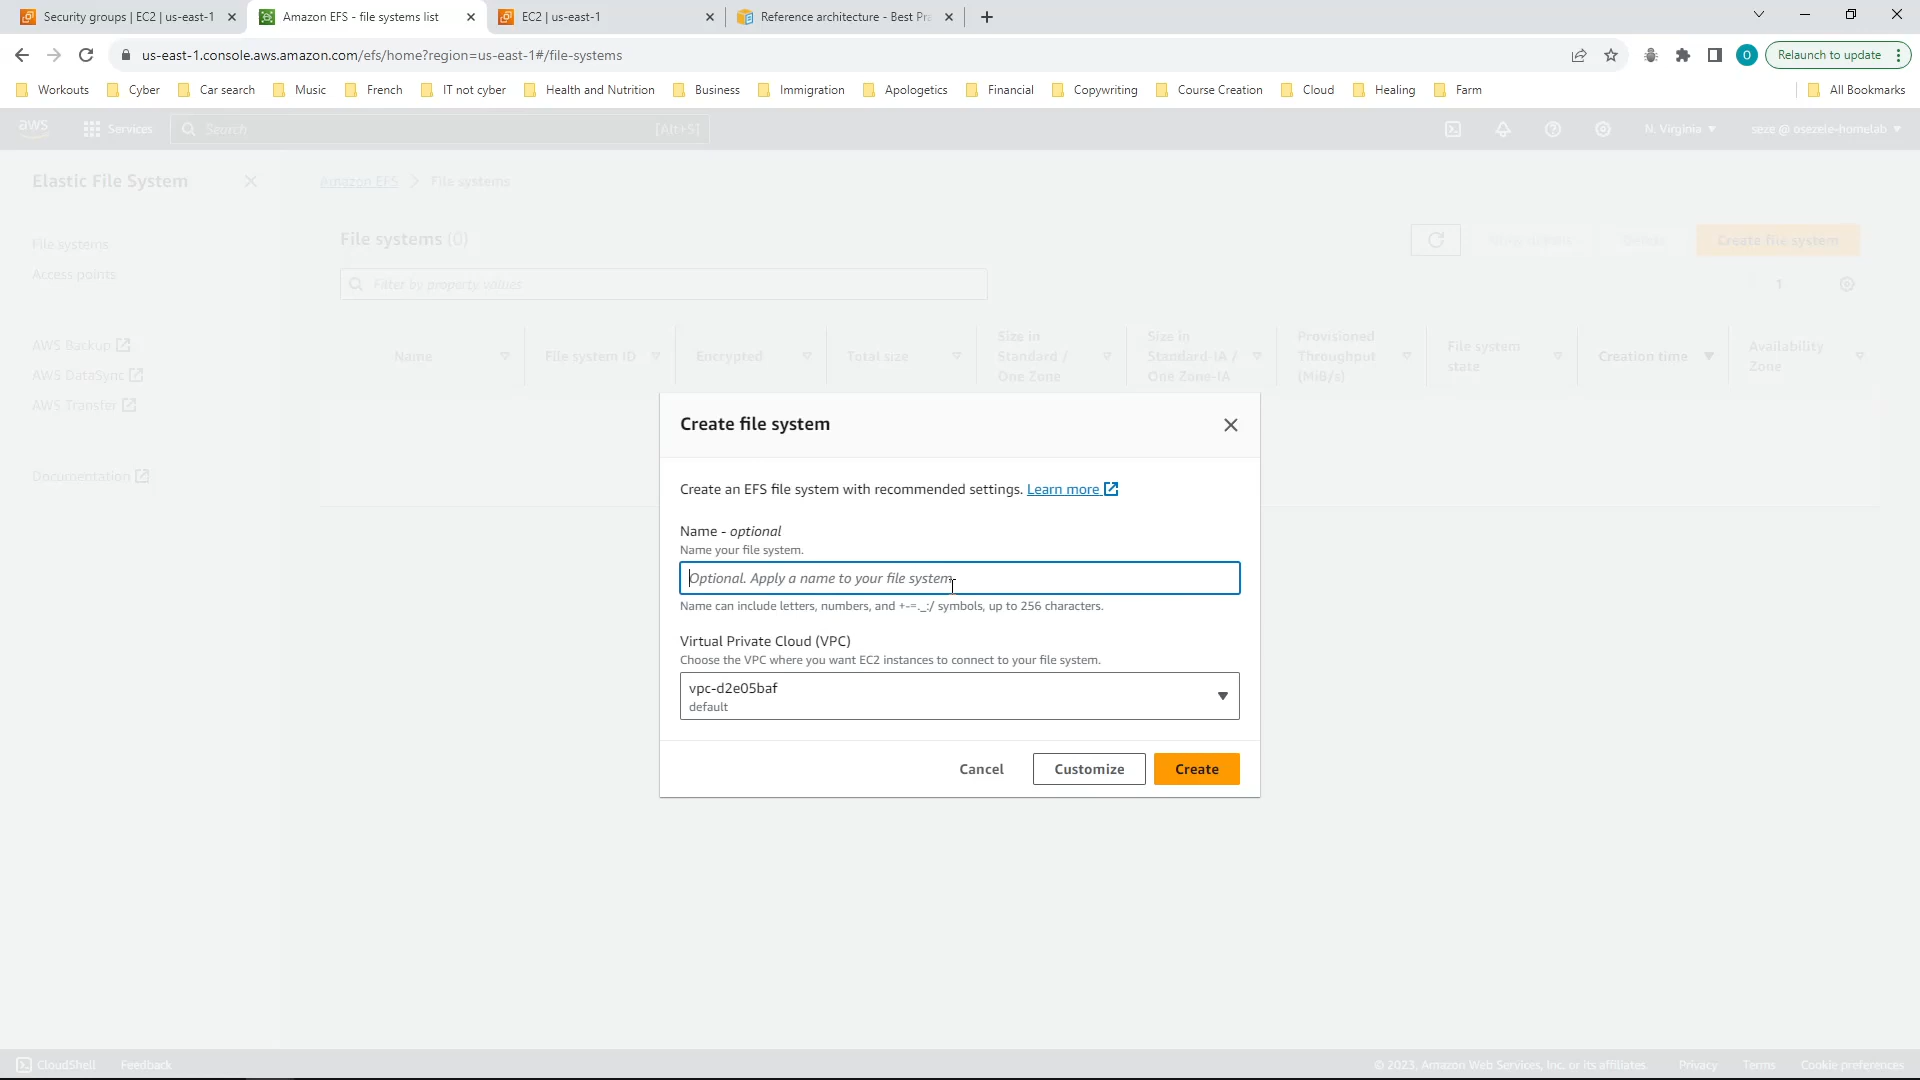 Security groups | EC2 | us-east-1
Amazon EFS - file systems list
EC2 | us-east-1
Reference architecture - Best Pra
us-east-1.console.aws.amazon.com/efs/home?region=us-east-1#/file-systems
O
Relaunch to update
Workouts
Cyber
Car search
Music
French
IT not cyber
Health and Nutrition
Business
Immigration
Apologetics
Financial
Copywriting
Course Creation
Cloud
Healing
Farm
All Bookmarks
aws
Services
Search
[Alt+S]
N. Virginia
seze @ osezele-homelab
Elastic File System
Amazon EFS > File systems
File systems
Access points
AWS Backup
AWS DataSync
AWS Transfer
Documentation
File systems (0)
View details
Delete
Create file system
Filter by property values
1
Name
File system ID
Encrypted
Total size
Size in Standard / One Zone
Size in Standard-IA / One Zone-IA
Provisioned Throughput (MiB/s)
File system state
Creation time
Availability Zone
Create file system
Create an EFS file system with recommended settings. Learn more
Name - optional
Name your file system.
Optional. Apply a name to your file system
Name can include letters, numbers, and +-=._:/ symbols, up to 256 characters.
Virtual Private Cloud (VPC)
Choose the VPC where you want EC2 instances to connect to your file system.
vpc-d2e05baf
default
Cancel
Customize
Create
CloudShell
Feedback
© 2023, Amazon Web Services, Inc. or its affiliates.
Privacy
Terms
Cookie preferences